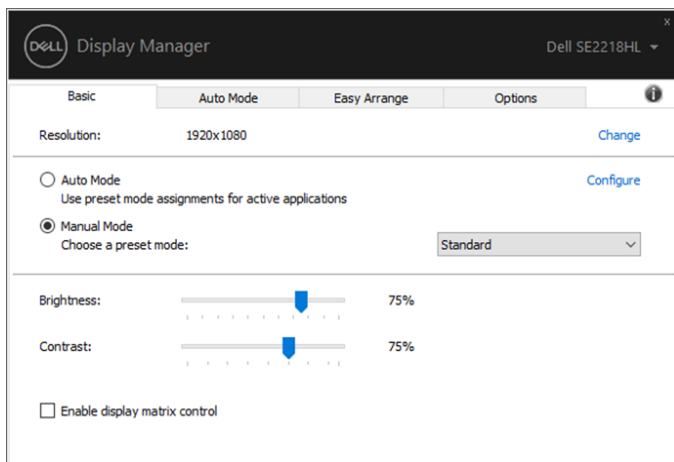 x
DELL Display Manager Dell SE2218HL
Basic Auto Mode Easy Arrange Options i
Resolution: 1920x1080 Change
Auto Mode Configure
Use preset mode assignments for active applications
Manual Mode
Choose a preset mode: Standard
Brightness: 75%
Contrast: 75%
Enable display matrix control